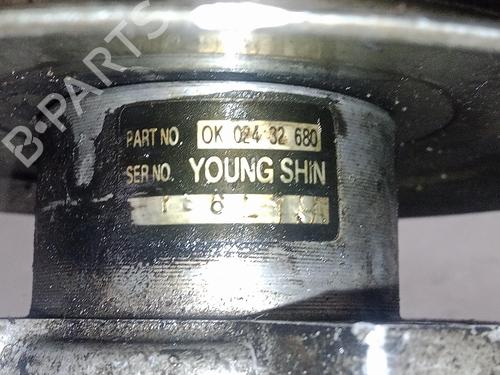 B-PARTS
PART NO. OK 024 32 680
SER NO. YOUNG SHIN